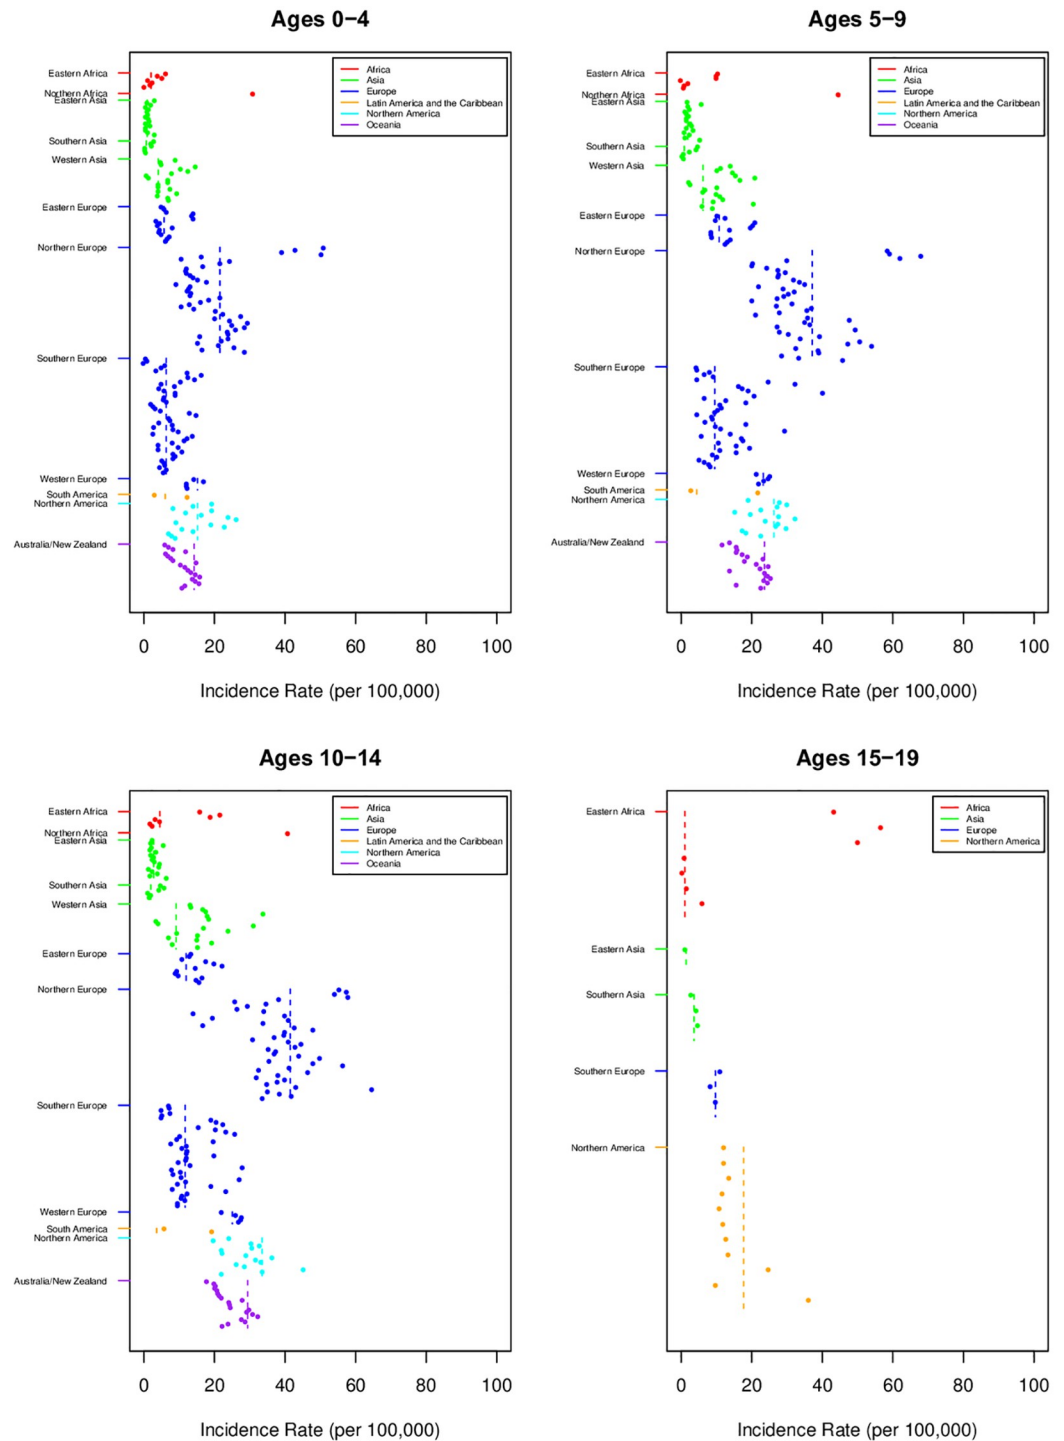 Ages 0−4
Eastern Africa
Northern Africa
Eastern Asia
Southern Asia
Western Asia
Eastern Europe
Northern Europe
Southern Europe
Western Europe
South America
Northern America
Australia/New Zealand
Africa
Asia
Europe
Latin America and the Caribbean
Northern America
Oceania
0 20 40 60 80 100
Incidence Rate (per 100,000)
Ages 5−9
Eastern Africa
Northern Africa
Eastern Asia
Southern Asia
Western Asia
Eastern Europe
Northern Europe
Southern Europe
Western Europe
South America
Northern America
Australia/New Zealand
Africa
Asia
Europe
Latin America and the Caribbean
Northern America
Oceania
0 20 40 60 80 100
Incidence Rate (per 100,000)
Ages 10−14
Eastern Africa
Northern Africa
Eastern Asia
Southern Asia
Western Asia
Eastern Europe
Northern Europe
Southern Europe
Western Europe
South America
Northern America
Australia/New Zealand
Africa
Asia
Europe
Latin America and the Caribbean
Northern America
Oceania
0 20 40 60 80 100
Incidence Rate (per 100,000)
Ages 15−19
Eastern Africa
Eastern Asia
Southern Asia
Southern Europe
Northern America
Africa
Asia
Europe
Northern America
0 20 40 60 80 100
Incidence Rate (per 100,000)